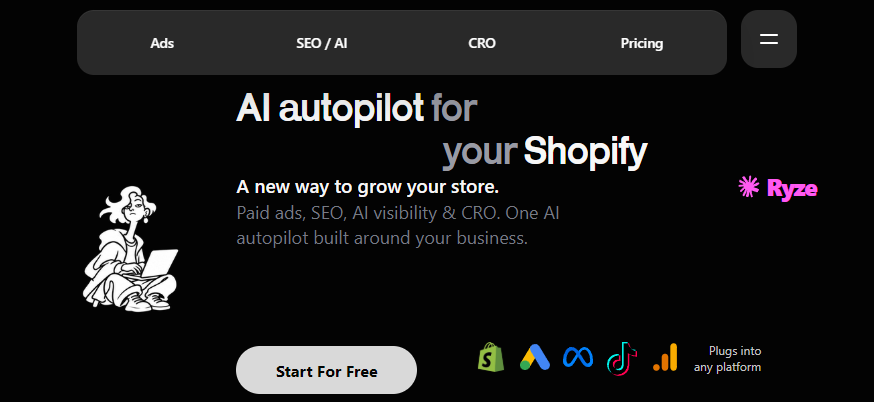 Ads
SEO / AI
CRO
Pricing
AI autopilot for
your Shopify
A new way to grow your store.
Paid ads, SEO, AI visibility & CRO. One AI
autopilot built around your business.
Ryze
Start For Free
Plugs into
any platform